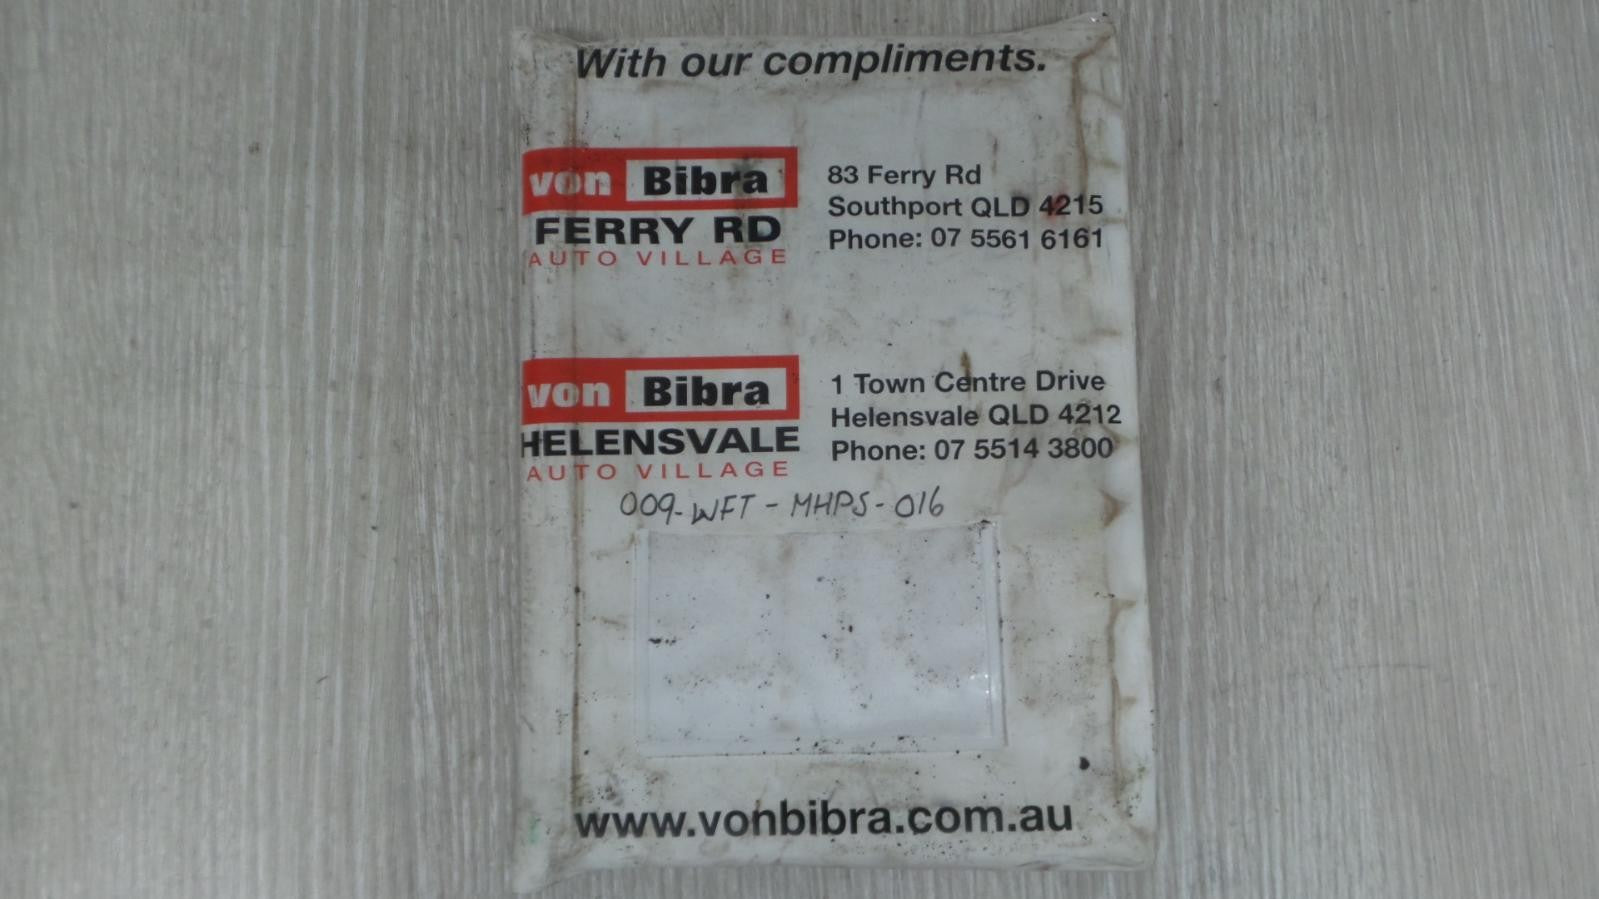 With our compliments.
von Bibra
FERRY RD
AUTO VILLAGE
83 Ferry Rd
Southport QLD 4215
Phone: 07 5561 6161
von Bibra
HELENSVALE
AUTO VILLAGE
1 Town Centre Drive
Helensvale QLD 4212
Phone: 07 5514 3800
009-WFT-MHPS-016
www.vonbibra.com.au